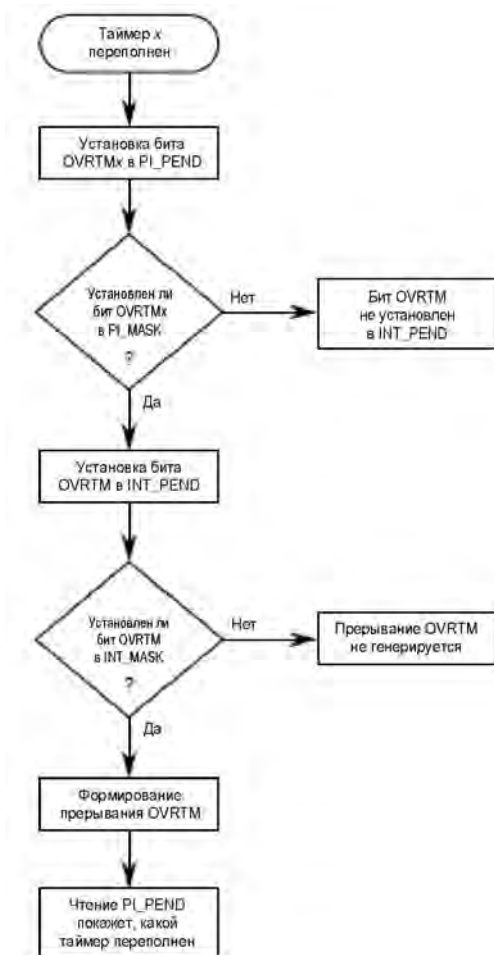 Таймер x
переполнен
Установка бита
OVRTMx в PI_PEND
Установлен ли
бит OVRTMx
в PI_MASK
?
Нет
Бит OVRTM
не установлен
в INT_PEND
Да
Установка бита
OVRTM в INT_PEND
Установлен ли
бит OVRTM
в INT_MASK
?
Нет
Прерывание OVRTM
не генерируется
Да
Формирование
прерывания OVRTM
Чтение PI_PEND
покажет, какой
таймер переполнен